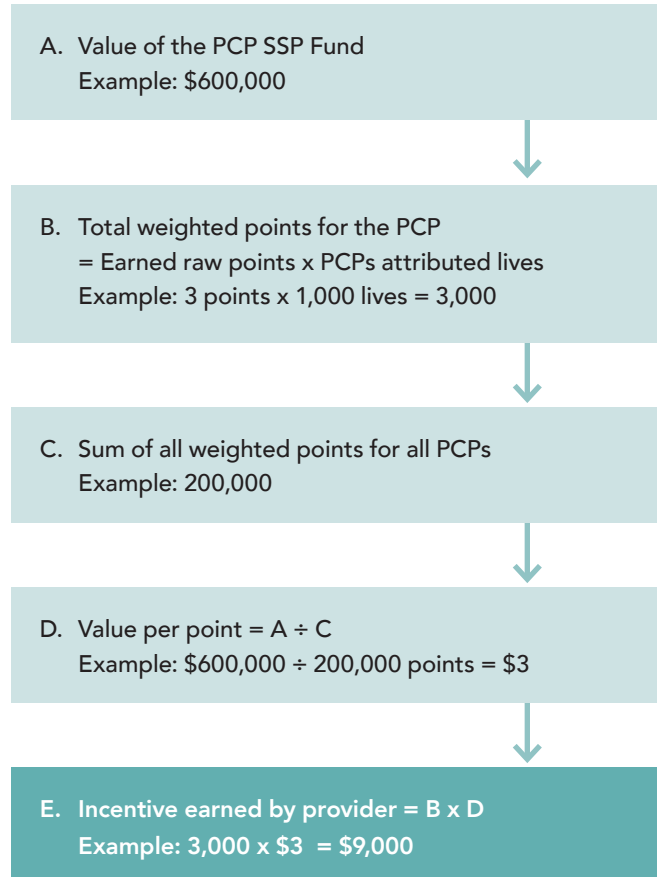 A. Value of the PCP SSP Fund
Example: $600,000
B. Total weighted points for the PCP
= Earned raw points x PCPs attributed lives
Example: 3 points x 1,000 lives = 3,000
C. Sum of all weighted points for all PCPs
Example: 200,000
D. Value per point = A ÷ C
Example: $600,000 ÷ 200,000 points = $3
E. Incentive earned by provider = B x D
Example: 3,000 x $3 = $9,000